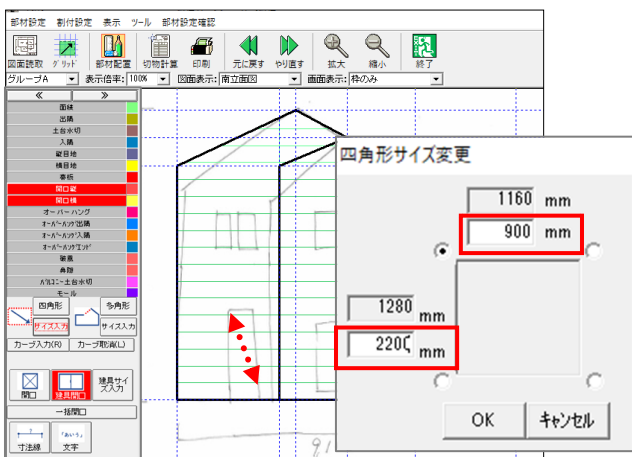 部材設定 割付設定 表示 ツール 部材設定確認
図面読取 グリッド 部材配置 切物計算 印刷 元に戻す やり直す 拡大 縮小 終了
グループA 表示倍率: 100% 図面表示: 南立面図 画面表示: 枠のみ
≪ ≫
面材
出隅
土台水切
入隅
縦目地
横目地
幕板
開口縦
開口横
オーバーハング
オーバーハング出隅
オーバーハング入隅
オーバーハングエンド
破風
鼻隠
バルコニー土台水切
モール
四角形 多角形
サイズ入力 サイズ入力
カーブ入力(R) カーブ取消(L)
開口 建具開口 建具サイズ入力
一括開口
寸法線 文字
「あいう」
91
四角形サイズ変更
1160 mm
900 mm
1280 mm
2200 mm
OK キャンセル